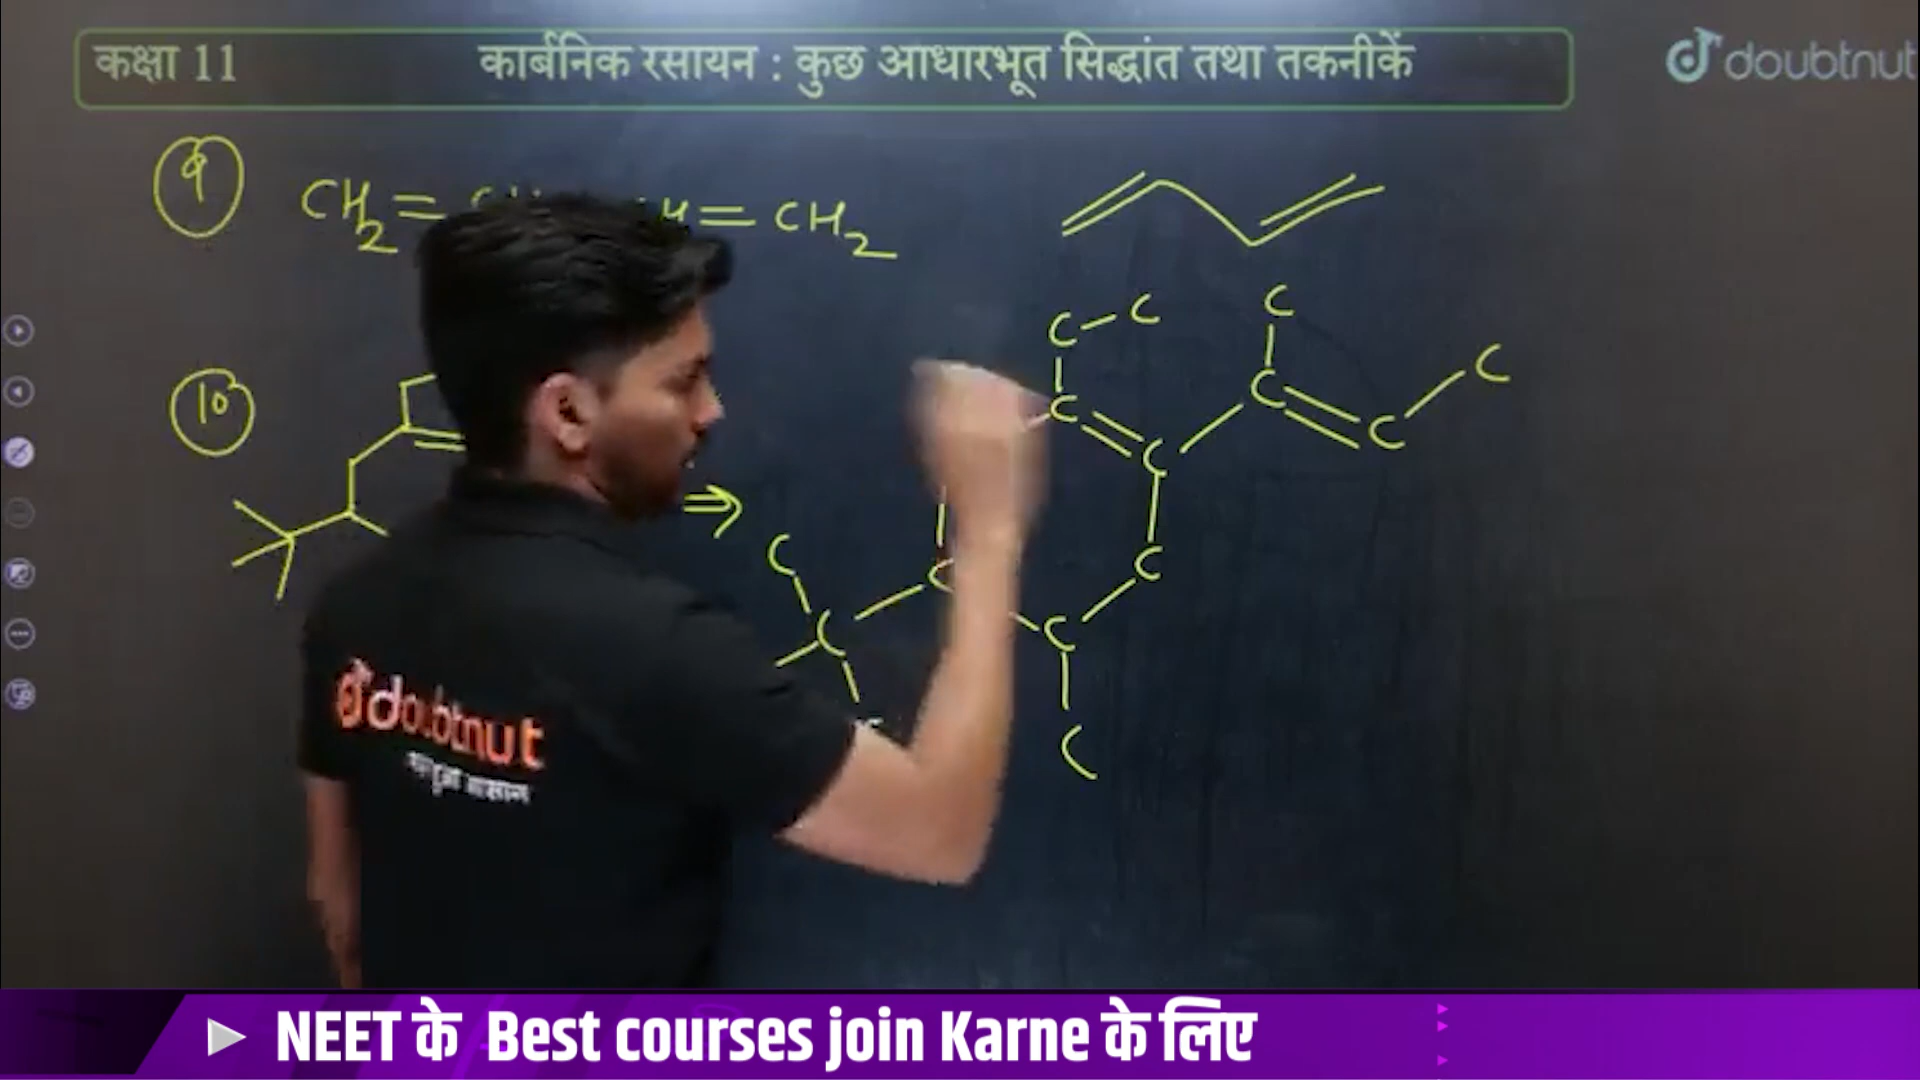 कक्षा 11
कार्बनिक रसायन : कुछ आधारभूत सिद्धांत तथा तकनीकें
doubtnut
9
CH2= H=CH2
C-C
C
C
C
C
C
C
10
⇒
C
C
C
C
C
C
doubtnut
NEET के Best courses join Karne के लिए